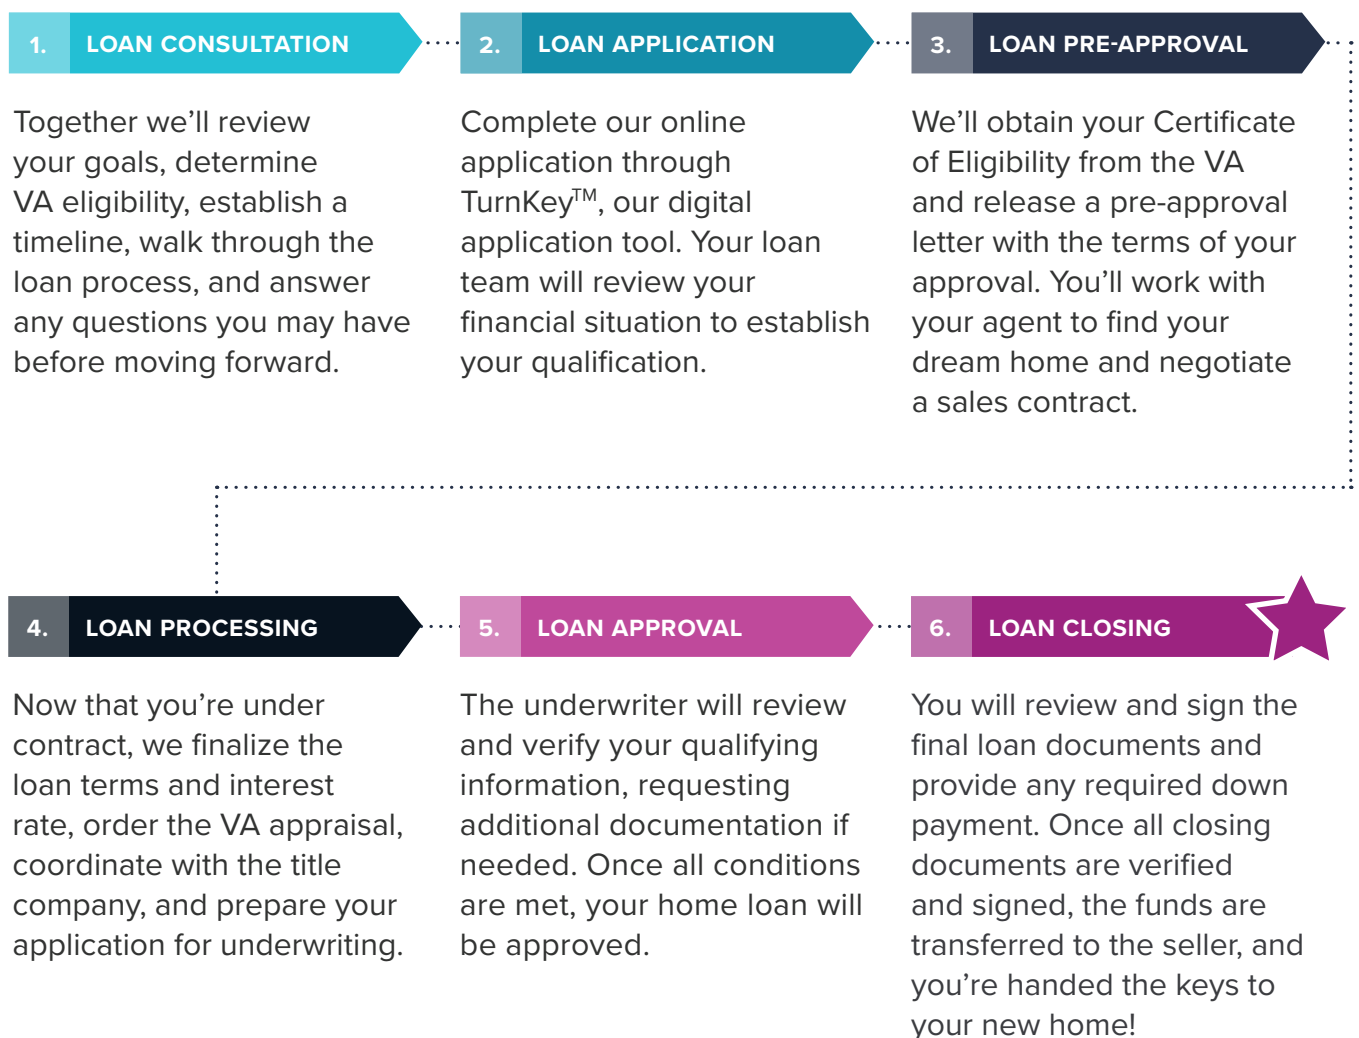 1. LOAN CONSULTATION
Together we’ll review
your goals, determine
VA eligibility, establish a
timeline, walk through the
loan process, and answer
any questions you may have
before moving forward.
2. LOAN APPLICATION
Complete our online
application through
TurnKey™, our digital
application tool. Your loan
team will review your
financial situation to establish
your qualification.
3. LOAN PRE-APPROVAL
We’ll obtain your Certificate
of Eligibility from the VA
and release a pre-approval
letter with the terms of your
approval. You’ll work with
your agent to find your
dream home and negotiate
a sales contract.
4. LOAN PROCESSING
Now that you’re under
contract, we finalize the
loan terms and interest
rate, order the VA appraisal,
coordinate with the title
company, and prepare your
application for underwriting.
5. LOAN APPROVAL
The underwriter will review
and verify your qualifying
information, requesting
additional documentation if
needed. Once all conditions
are met, your home loan will
be approved.
6. LOAN CLOSING
You will review and sign the
final loan documents and
provide any required down
payment. Once all closing
documents are verified
and signed, the funds are
transferred to the seller, and
you’re handed the keys to
your new home!